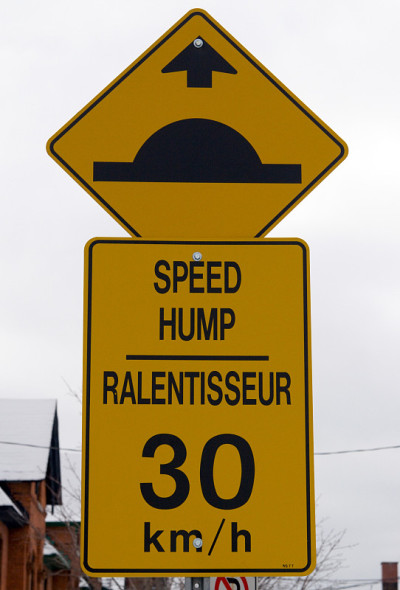 SPEED
HUMP
RALENTISSEUR
30
km/h